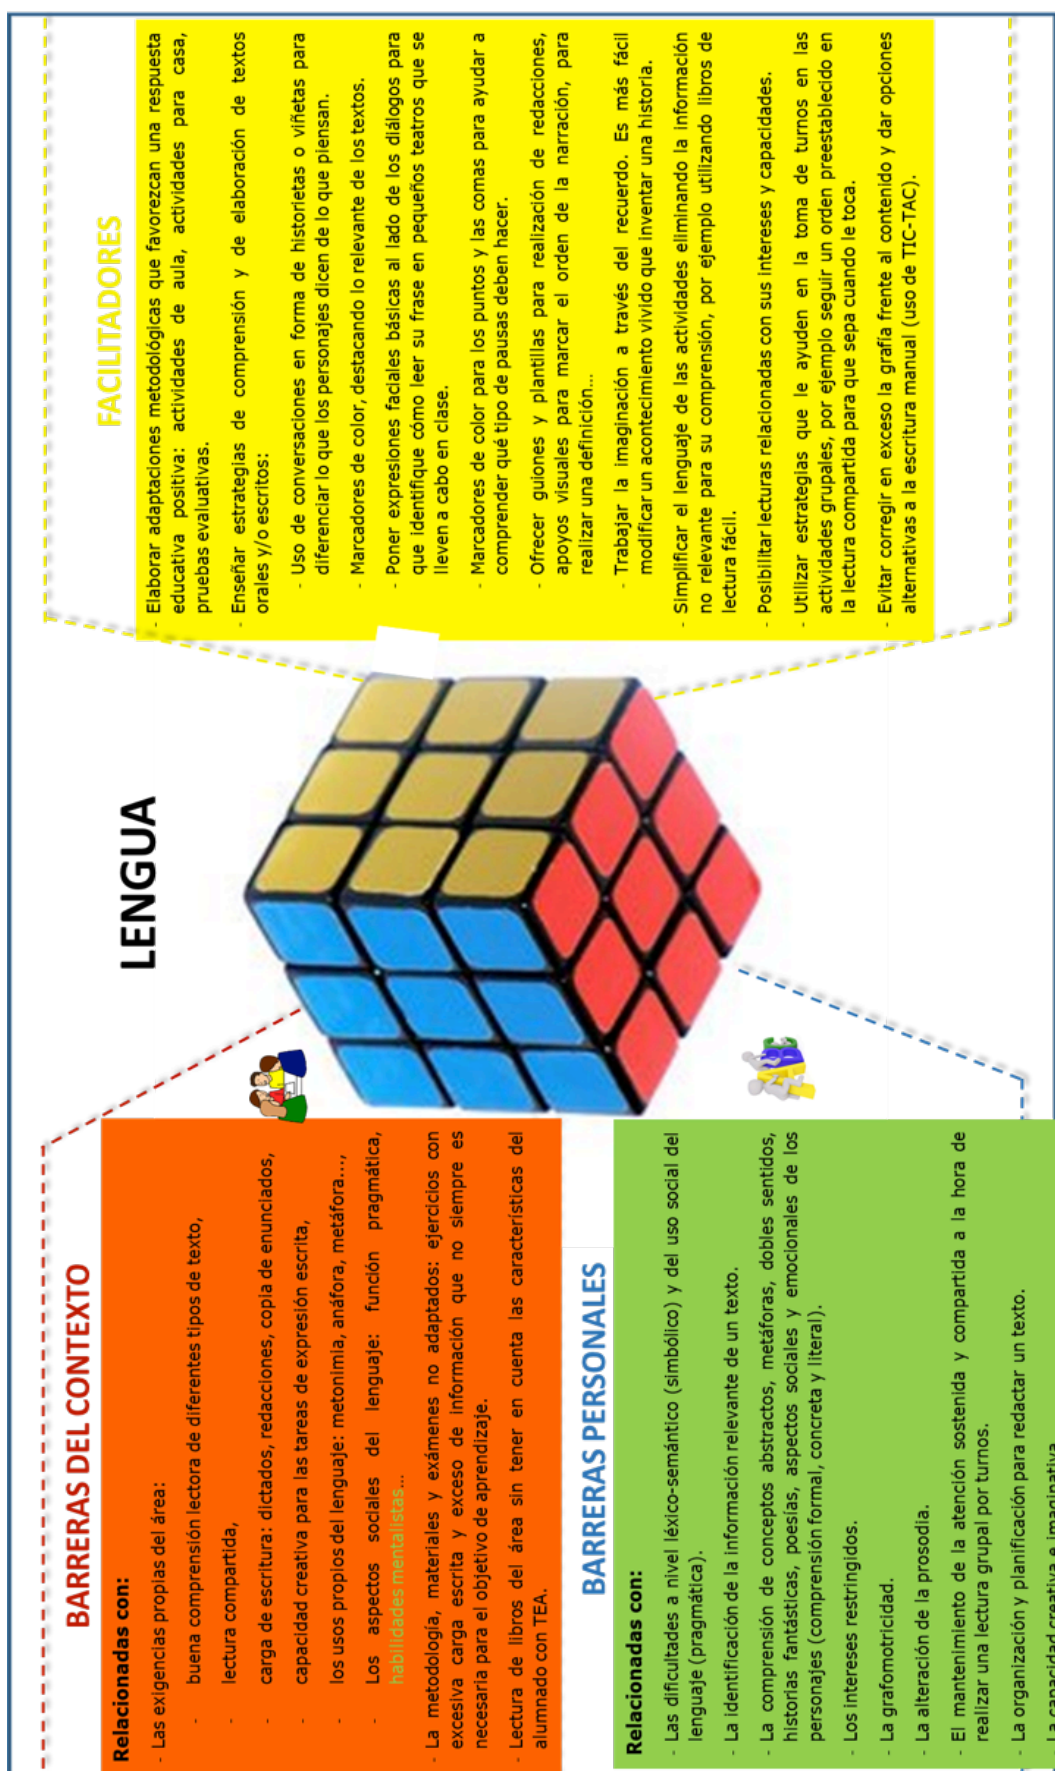 LENGUA
BARRERAS DEL CONTEXTO
Relacionadas con:
- Las exigencias propias del área:
- buena comprensión lectora de diferentes tipos de texto,
- lectura compartida,
- carga de escritura: dictados, redacciones, copia de enunciados,
- capacidad creativa para las tareas de expresión escrita,
- los usos propios del lenguaje: metonimia, anáfora, metáfora...,
- Los aspectos sociales del lenguaje: función pragmática,
habilidades mentalistas...
- La metodología, materiales y exámenes no adaptados: ejercicios con
excesiva carga escrita y exceso de información que no siempre es
necesaria para el objetivo de aprendizaje.
- Lectura de libros del área sin tener en cuenta las características del
alumnado con TEA.
BARRERAS PERSONALES
Relacionadas con:
- Las dificultades a nivel léxico-semántico (simbólico) y del uso social del
lenguaje (pragmática).
- La identificación de la información relevante de un texto.
- La comprensión de conceptos abstractos, metáforas, dobles sentidos,
historias fantásticas, poesías, aspectos sociales y emocionales de los
personajes (comprensión formal, concreta y literal).
- Los intereses restringidos.
- La grafomotricidad.
- La alteración de la prosodia.
- El mantenimiento de la atención sostenida y compartida a la hora de
realizar una lectura grupal por turnos.
- La organización y planificación para redactar un texto.
- La capacidad creativa e imaginativa
FACILITADORES
- Elaborar adaptaciones metodológicas que favorezcan una respuesta
educativa positiva: actividades de aula, actividades para casa,
pruebas evaluativas.
- Enseñar estrategias de comprensión y de elaboración de textos
orales y/o escritos:
- Uso de conversaciones en forma de historietas o viñetas para
diferenciar lo que los personajes dicen de lo que piensan.
- Marcadores de color, destacando lo relevante de los textos.
- Poner expresiones faciales básicas al lado de los diálogos para
que identifique cómo leer su frase en pequeños teatros que se
lleven a cabo en clase.
- Marcadores de color para los puntos y las comas para ayudar a
comprender qué tipo de pausas deben hacer.
- Ofrecer guiones y plantillas para realización de redacciones,
apoyos visuales para marcar el orden de la narración, para
realizar una definición...
- Trabajar la imaginación a través del recuerdo. Es más fácil
modificar un acontecimiento vivido que inventar una historia.
- Simplificar el lenguaje de las actividades eliminando la información
no relevante para su comprensión, por ejemplo utilizando libros de
lectura fácil.
- Posibilitar lecturas relacionadas con sus intereses y capacidades.
- Utilizar estrategias que le ayuden en la toma de turnos en las
actividades grupales, por ejemplo seguir un orden preestablecido en
la lectura compartida para que sepa cuando le toca.
- Evitar corregir en exceso la grafía frente al contenido y dar opciones
alternativas a la escritura manual (uso de TIC-TAC).